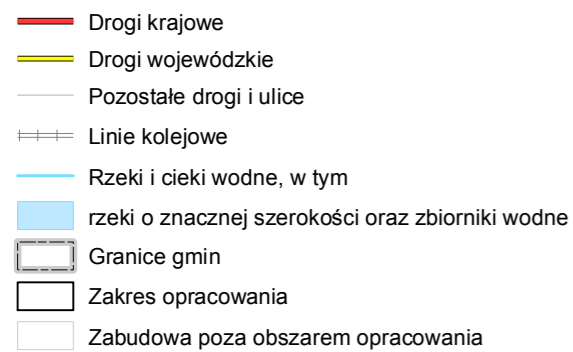 Drogi krajowe
Drogi wojewódzkie
Pozostałe drogi i ulice
Linie kolejowe
Rzeki i cieki wodne, w tym
rzeki o znacznej szerokości oraz zbiorniki wodne
Granice gmin
Zakres opracowania
Zabudowa poza obszarem opracowania